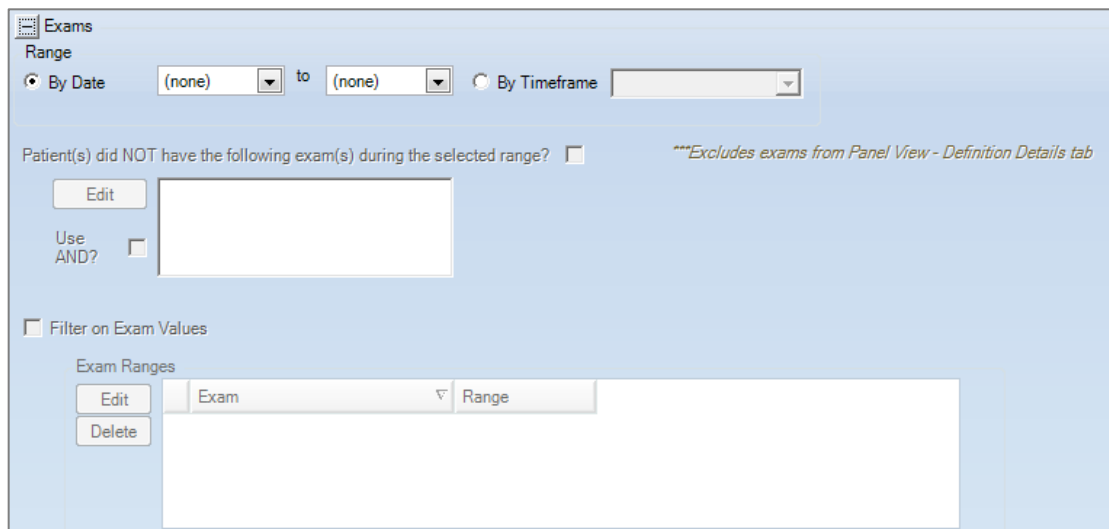 Exams
Range
By Date (none) to (none) By Timeframe
Patient(s) did NOT have the following exam(s) during the selected range? ***Excludes exams from Panel View - Definition Details tab
Edit
Use
AND?
Filter on Exam Values
Exam Ranges
Edit Exam Range
Delete